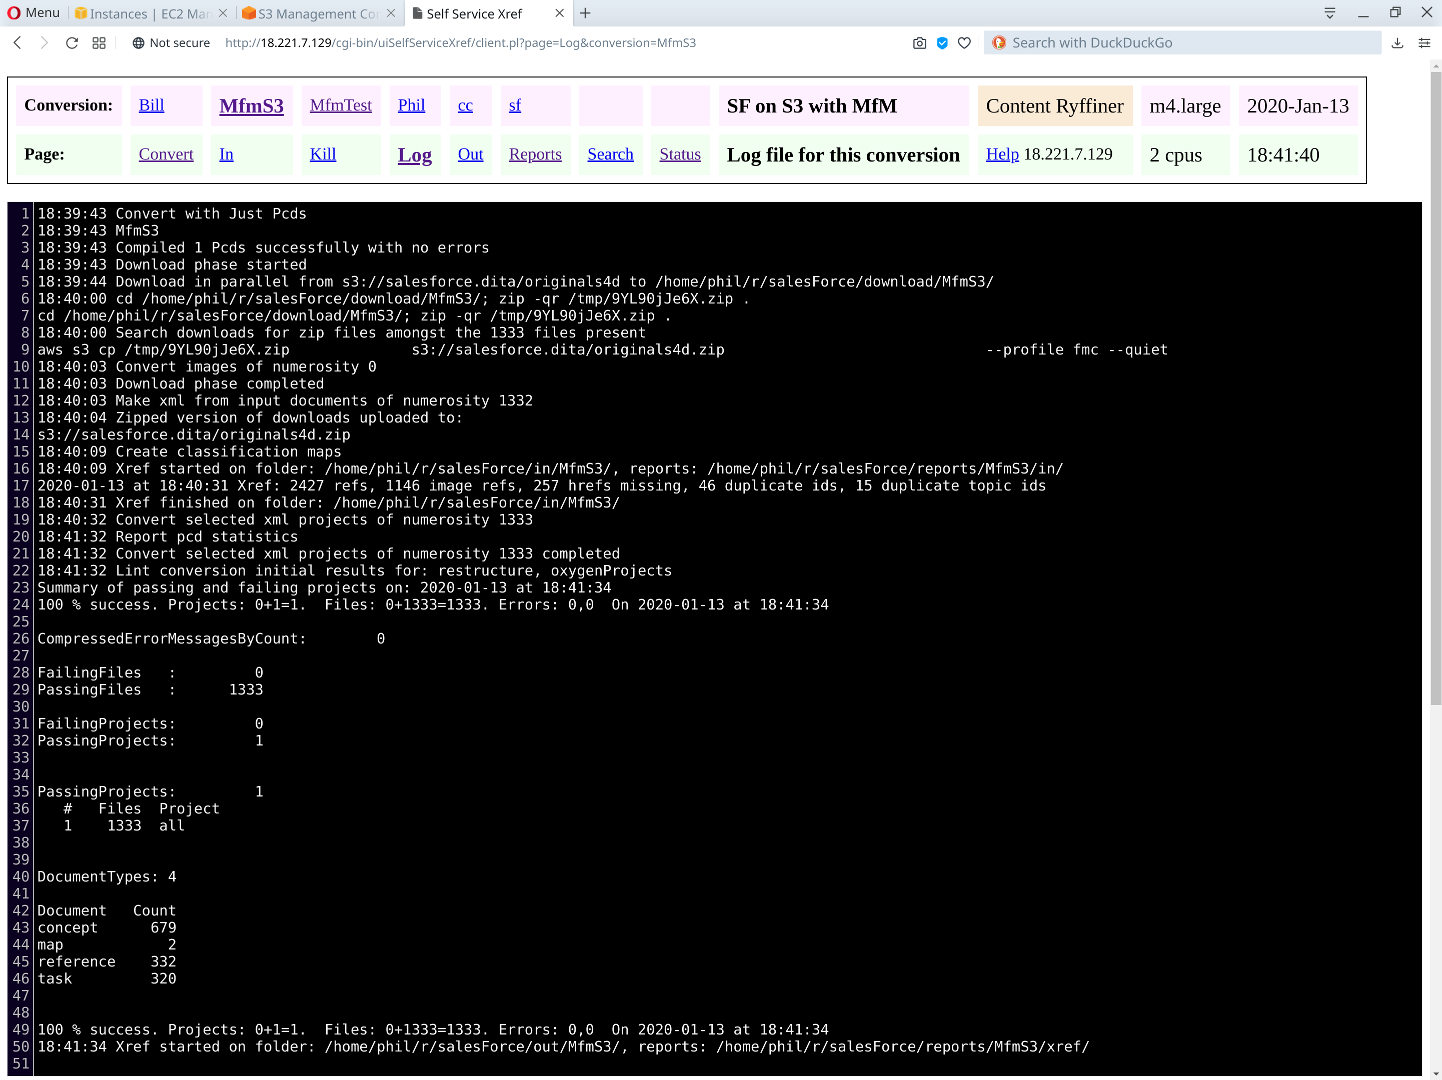 Menu
Instances | EC2 Mar
S3 Management Co
Self Service Xref
Not secure
http://18.221.7.129/cgi-bin/uiSelfServiceXref/client.pl?page=Log&conversion=MfmS3
Search with DuckDuckGo
Conversion: Bill MfmS3 MfmTest Phil cc sf SF on S3 with MfM Content Ryffiner m4.large 2020-Jan-13
Page: Convert In Kill Log Out Reports Search Status Log file for this conversion Help 18.221.7.129 2 cpus 18:41:40
1 18:39:43 Convert with Just Pcds
2 18:39:43 MfmS3
3 18:39:43 Compiled 1 Pcds successfully with no errors
4 18:39:43 Download phase started
5 18:39:44 Download in parallel from s3://salesforce.dita/originals4d to /home/phil/r/salesForce/download/MfmS3/
6 18:40:00 cd /home/phil/r/salesForce/download/MfmS3/; zip -qr /tmp/9YL90jJe6X.zip .
7 cd /home/phil/r/salesForce/download/MfmS3/; zip -qr /tmp/9YL90jJe6X.zip .
8 18:40:00 Search downloads for zip files amongst the 1333 files present
9 aws s3 cp /tmp/9YL90jJe6X.zip s3://salesforce.dita/originals4d.zip --profile fmc --quiet
10 18:40:03 Convert images of numerosity 0
11 18:40:03 Download phase completed
12 18:40:03 Make xml from input documents of numerosity 1332
13 18:40:04 Zipped version of downloads uploaded to:
14 s3://salesforce.dita/originals4d.zip
15 18:40:09 Create classification maps
16 18:40:09 Xref started on folder: /home/phil/r/salesForce/in/MfmS3/, reports: /home/phil/r/salesForce/reports/MfmS3/in/
17 2020-01-13 at 18:40:31 Xref: 2427 refs, 1146 image refs, 257 hrefs missing, 46 duplicate ids, 15 duplicate topic ids
18 18:40:31 Xref finished on folder: /home/phil/r/salesForce/in/MfmS3/
19 18:40:32 Convert selected xml projects of numerosity 1333
20 18:41:32 Report pcd statistics
21 18:41:32 Convert selected xml projects of numerosity 1333 completed
22 18:41:32 Lint conversion initial results for: restructure, oxygenProjects
23 Summary of passing and failing projects on: 2020-01-13 at 18:41:34
24 100 % success. Projects: 0+1=1. Files: 0+1333=1333. Errors: 0,0 On 2020-01-13 at 18:41:34
25
26 CompressedErrorMessagesByCount: 0
27
28 FailingFiles : 0
29 PassingFiles : 1333
30
31 FailingProjects: 0
32 PassingProjects: 1
33
34
35 PassingProjects: 1
36 # Files Project
37 1 1333 all
38
39
40 DocumentTypes: 4
41
42 Document Count
43 concept 679
44 map 2
45 reference 332
46 task 320
47
48
49 100 % success. Projects: 0+1=1. Files: 0+1333=1333. Errors: 0,0 On 2020-01-13 at 18:41:34
50 18:41:34 Xref started on folder: /home/phil/r/salesForce/out/MfmS3/, reports: /home/phil/r/salesForce/reports/MfmS3/xref/
51